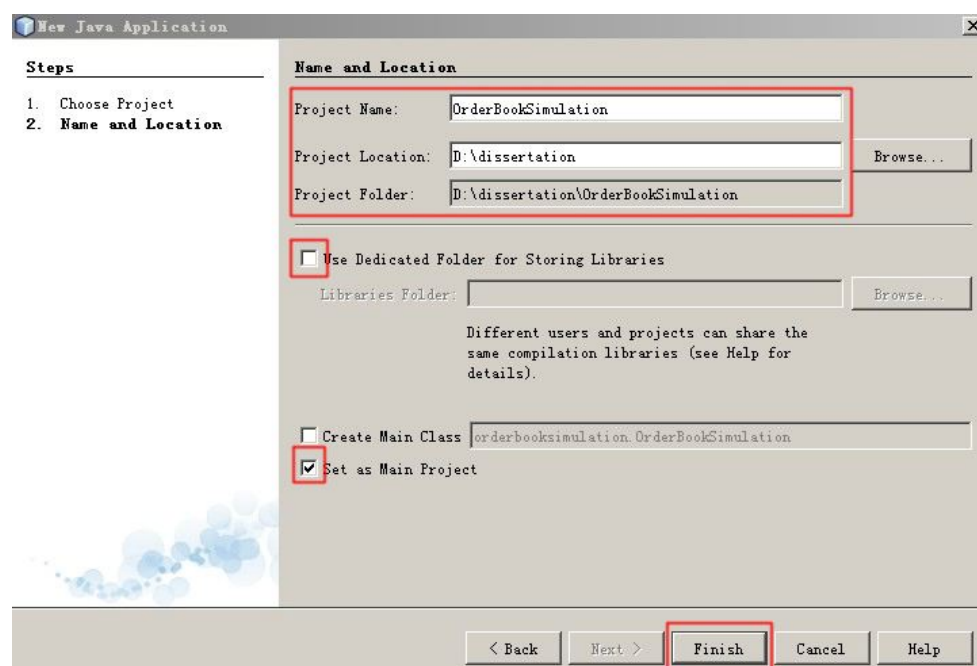 New Java Application
Steps
1. Choose Project
2. Name and Location
Name and Location
Project Name: OrderBookSimulation
Project Location: D:\dissertation Browse...
Project Folder: D:\dissertation\OrderBookSimulation
Use Dedicated Folder for Storing Libraries
Libraries Folder: Browse...
Different users and projects can share the
same compilation libraries (see Help for
details).
Create Main Class orderbooksimulation.OrderBookSimulation
Set as Main Project
< Back Next > Finish Cancel Help